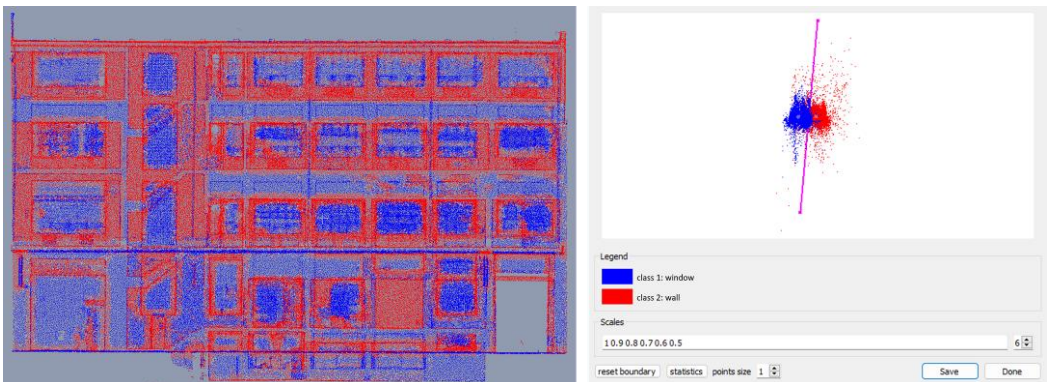 Legend
class 1: window
class 2: wall
Scales
1 0.9 0.8 0.7 0.6 0.5
6
reset boundary statistics points size 1 Save Done